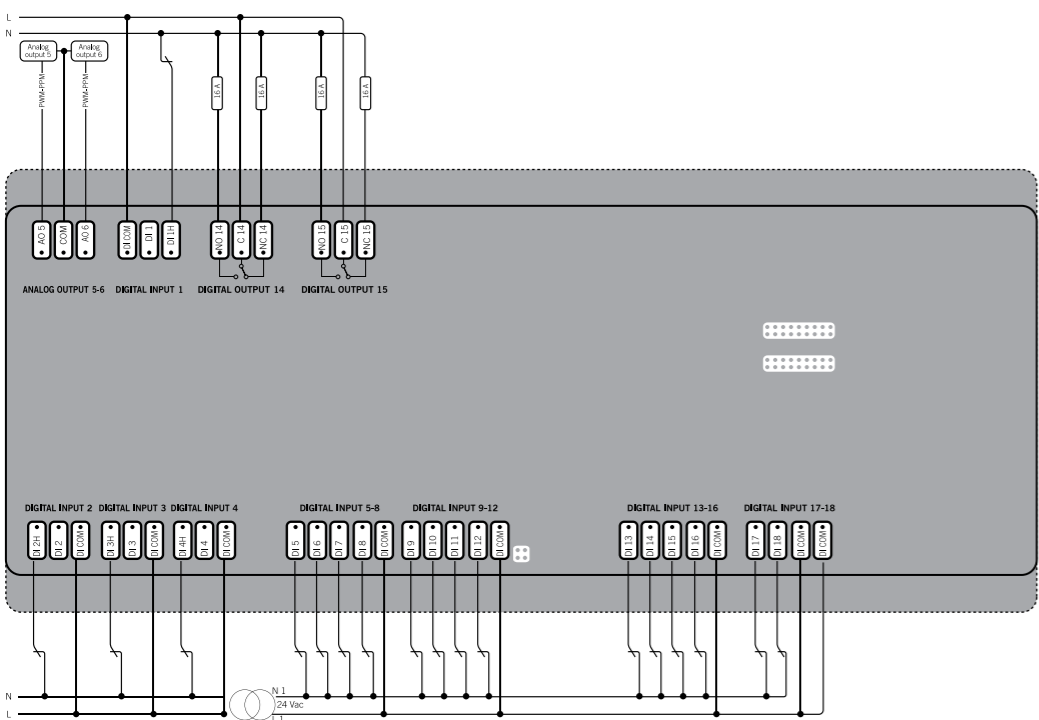 L
N
Analog output 5
Analog output 6
PWM-PPM
PWM-PPM
16 A
16 A
16 A
16 A
AO 5
COM
AO 6
DI COM
DI 1
DI 1H
NO 14
C 14
NC 14
NO 15
C 15
NC 15
ANALOG OUTPUT 5-6
DIGITAL INPUT 1
DIGITAL OUTPUT 14
DIGITAL OUTPUT 15
DIGITAL INPUT 2
DIGITAL INPUT 3
DIGITAL INPUT 4
DIGITAL INPUT 5-8
DIGITAL INPUT 9-12
DIGITAL INPUT 13-16
DIGITAL INPUT 17-18
DI 2H
DI 2
DI COM
DI 3H
DI 3
DI COM
DI 4H
DI 4
DI COM
DI 5
DI 6
DI 7
DI 8
DI COM
DI 9
DI 10
DI 11
DI 12
DI COM
DI 13
DI 14
DI 15
DI 16
DI COM
DI 17
DI 18
DI COM
DI COM
N
L
N 1
24 Vac
L 1